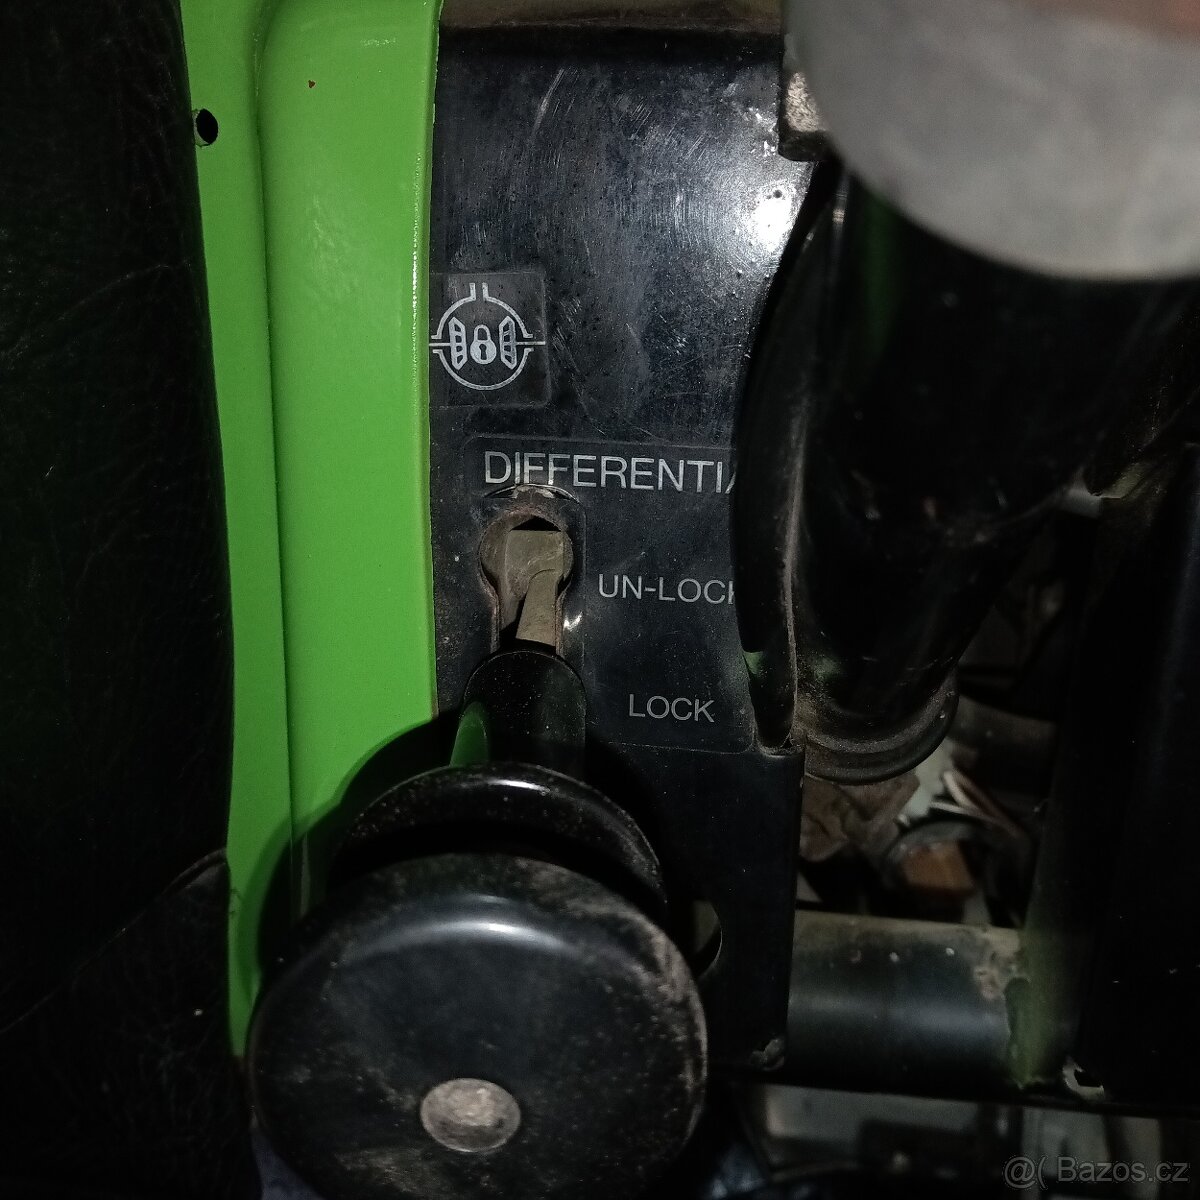 DIFFERENTIA
UN-LOCK
LOCK
@( Bazos.cz